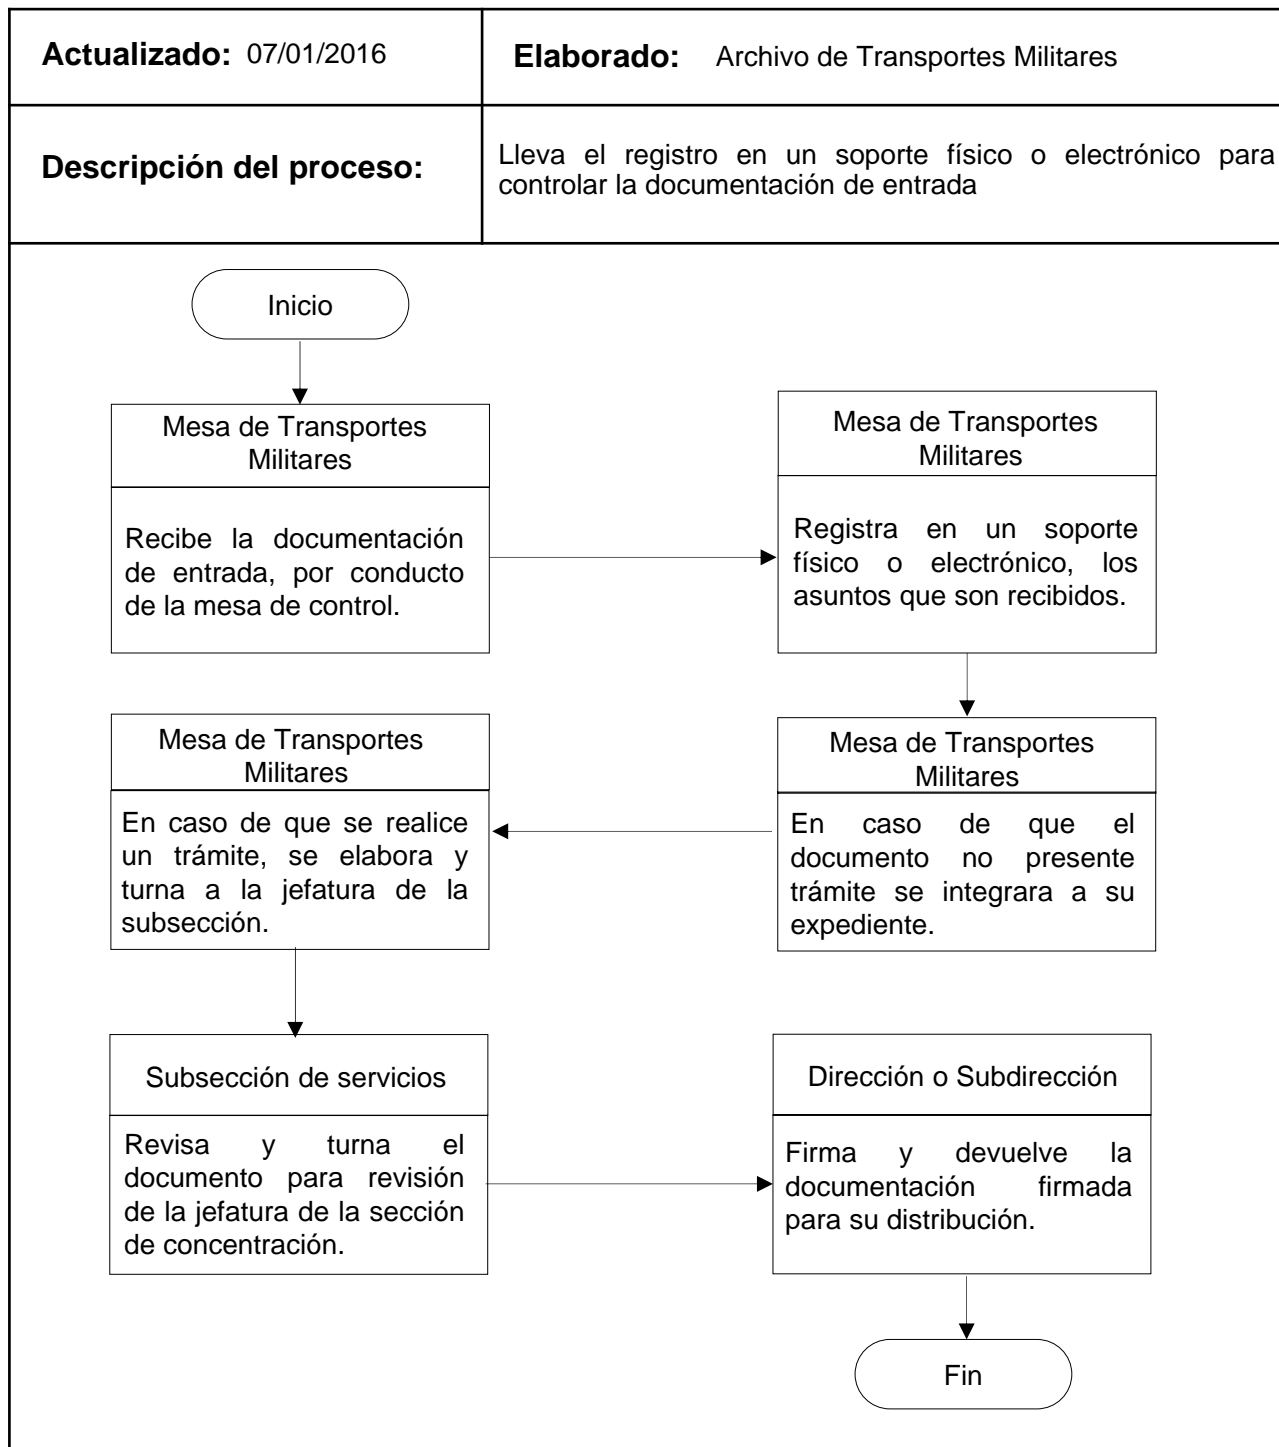 Actualizado: 07/01/2016
Elaborado: Archivo de Transportes Militares
Descripción del proceso:
Lleva el registro en un soporte físico o electrónico para
controlar la documentación de entrada
Inicio
Mesa de Transportes
Militares
Recibe la documentación
de entrada, por conducto
de la mesa de control.
Mesa de Transportes
Militares
Registra en un soporte
físico o electrónico, los
asuntos que son recibidos.
Mesa de Transportes
Militares
En caso de que el
documento no presente
trámite se integrara a su
expediente.
Mesa de Transportes
Militares
En caso de que se realice
un trámite, se elabora y
turna a la jefatura de la
subsección.
Subsección de servicios
Revisa y turna el
documento para revisión
de la jefatura de la sección
de concentración.
Dirección o Subdirección
Firma y devuelve la
documentación firmada
para su distribución.
Fin